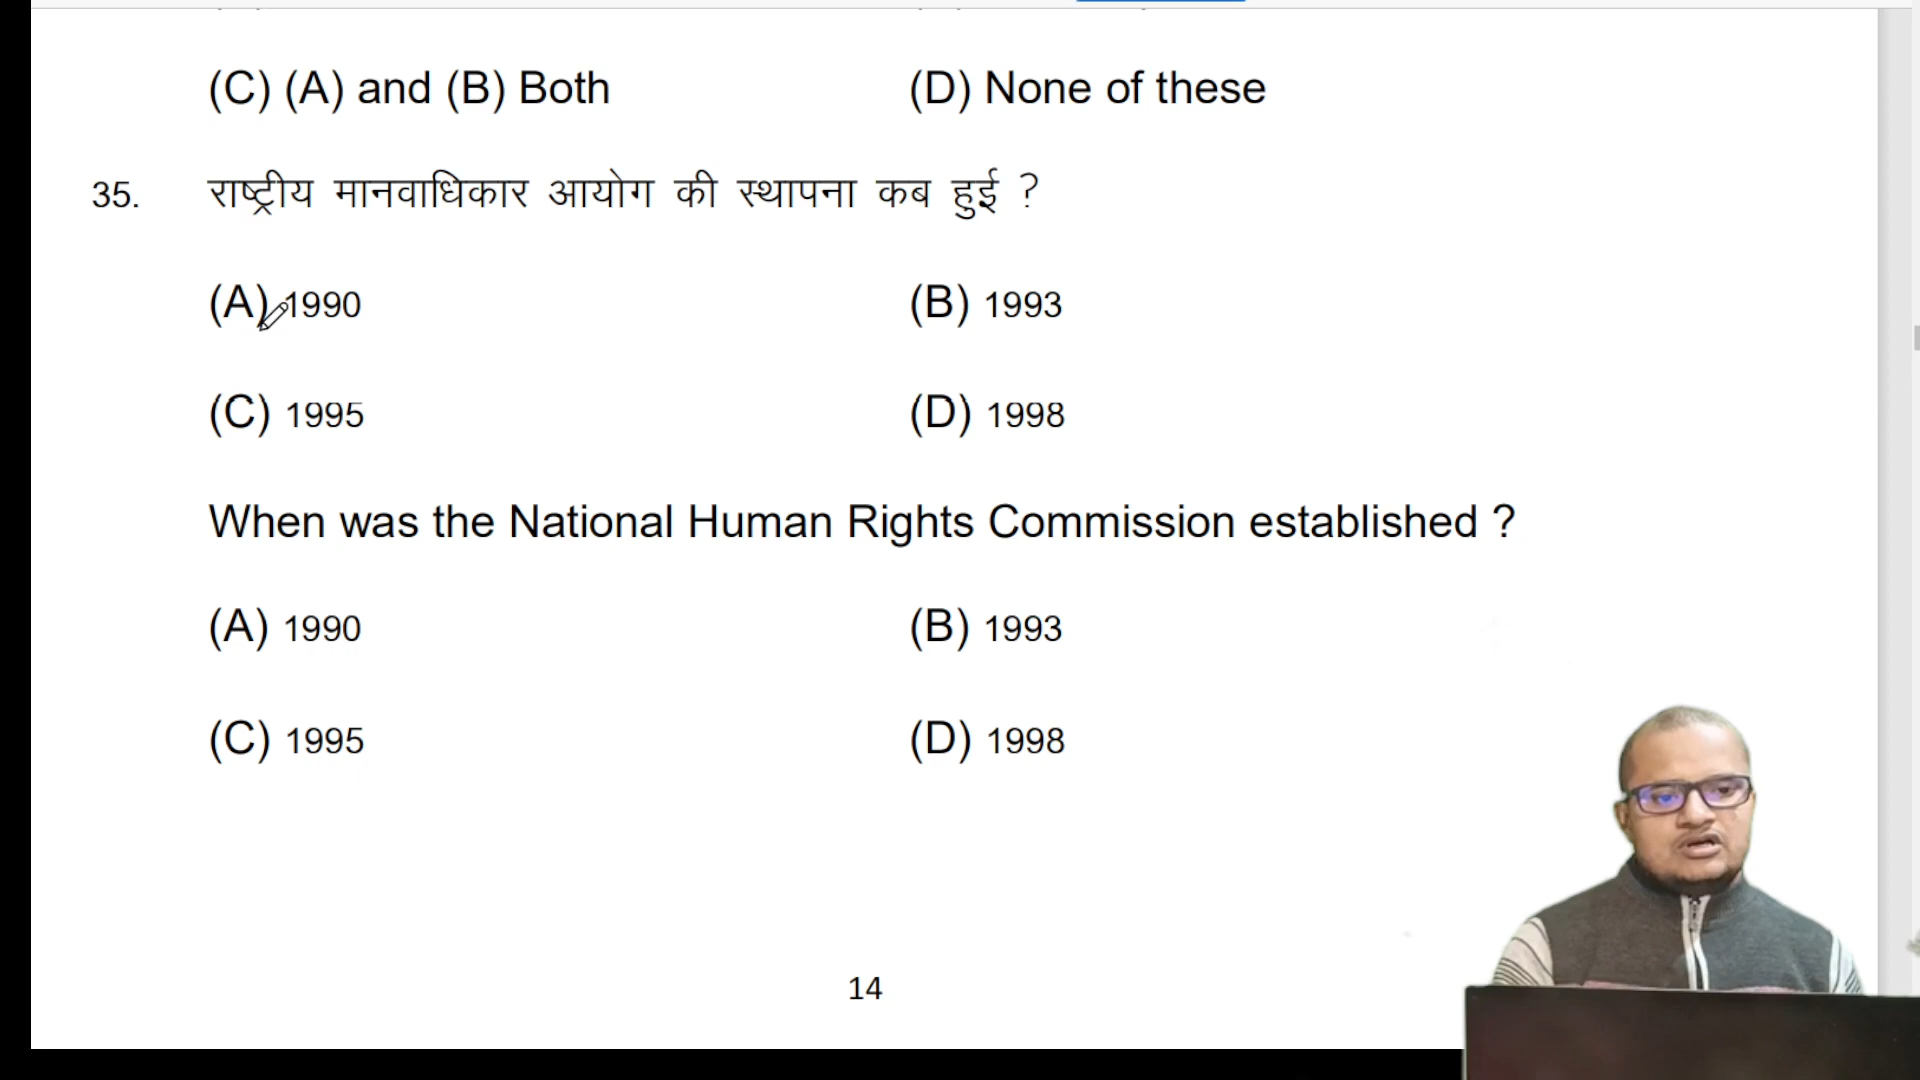 (C) (A) and (B) Both (D) None of these
35. राष्ट्रीय मानवाधिकार आयोग की स्थापना कब हुई ?
(A) 1990 (B) 1993
(C) 1995 (D) 1998
When was the National Human Rights Commission established ?
(A) 1990 (B) 1993
(C) 1995 (D) 1998
14